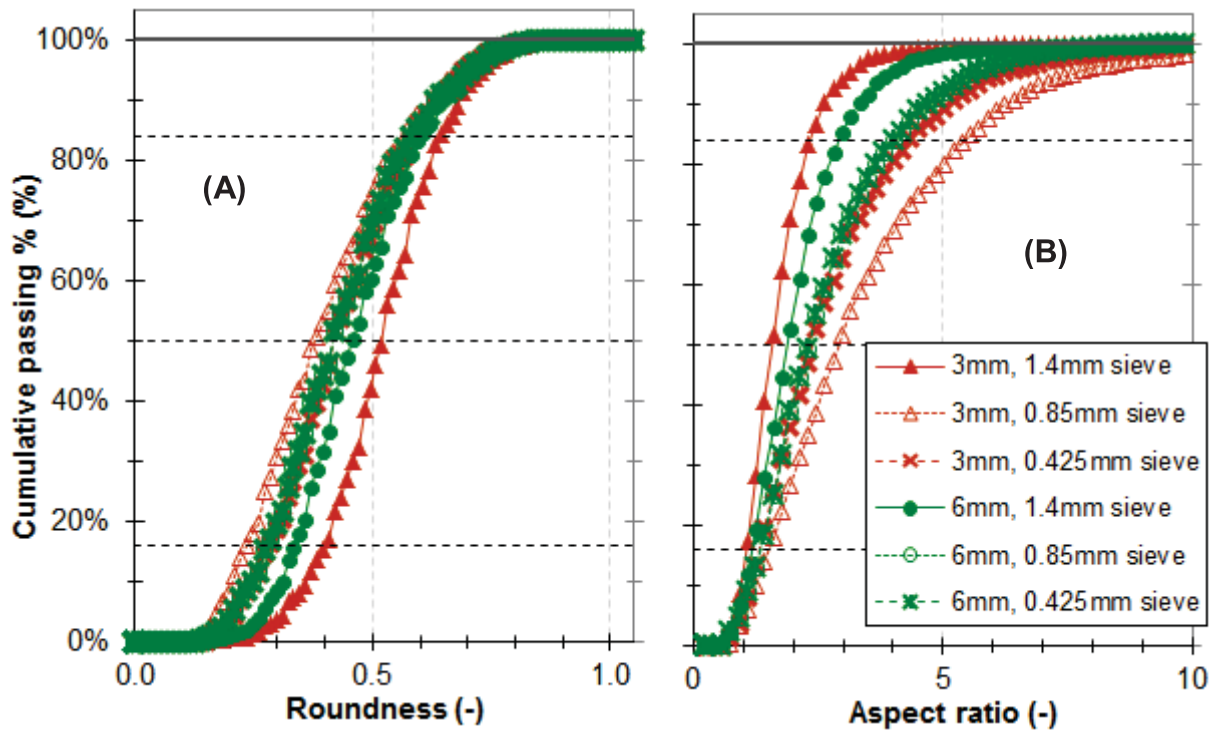 Cumulative passing % (%)
100%
80%
60%
40%
20%
0%
(A)
0.0
0.5
1.0
Roundness (-)
(B)
3mm, 1.4mm sieve
3mm, 0.85mm sieve
3mm, 0.425mm sieve
6mm, 1.4mm sieve
6mm, 0.85mm sieve
6mm, 0.425mm sieve
0
5
10
Aspect ratio (-)